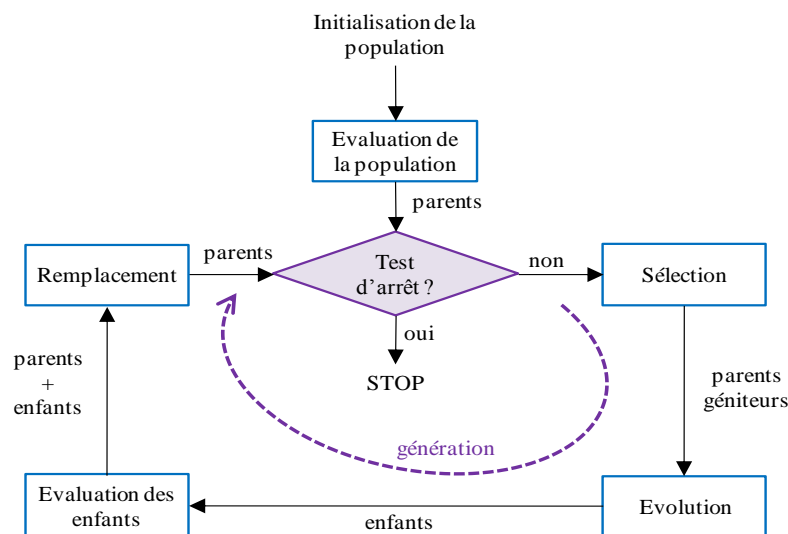 Initialisation de la
population
Evaluation de
la population
parents
Remplacement
parents
Test
d'arrêt ?
non
Sélection
oui
STOP
parents
+
enfants
parents
géniteurs
génération
Evaluation des
enfants
enfants
Evolution